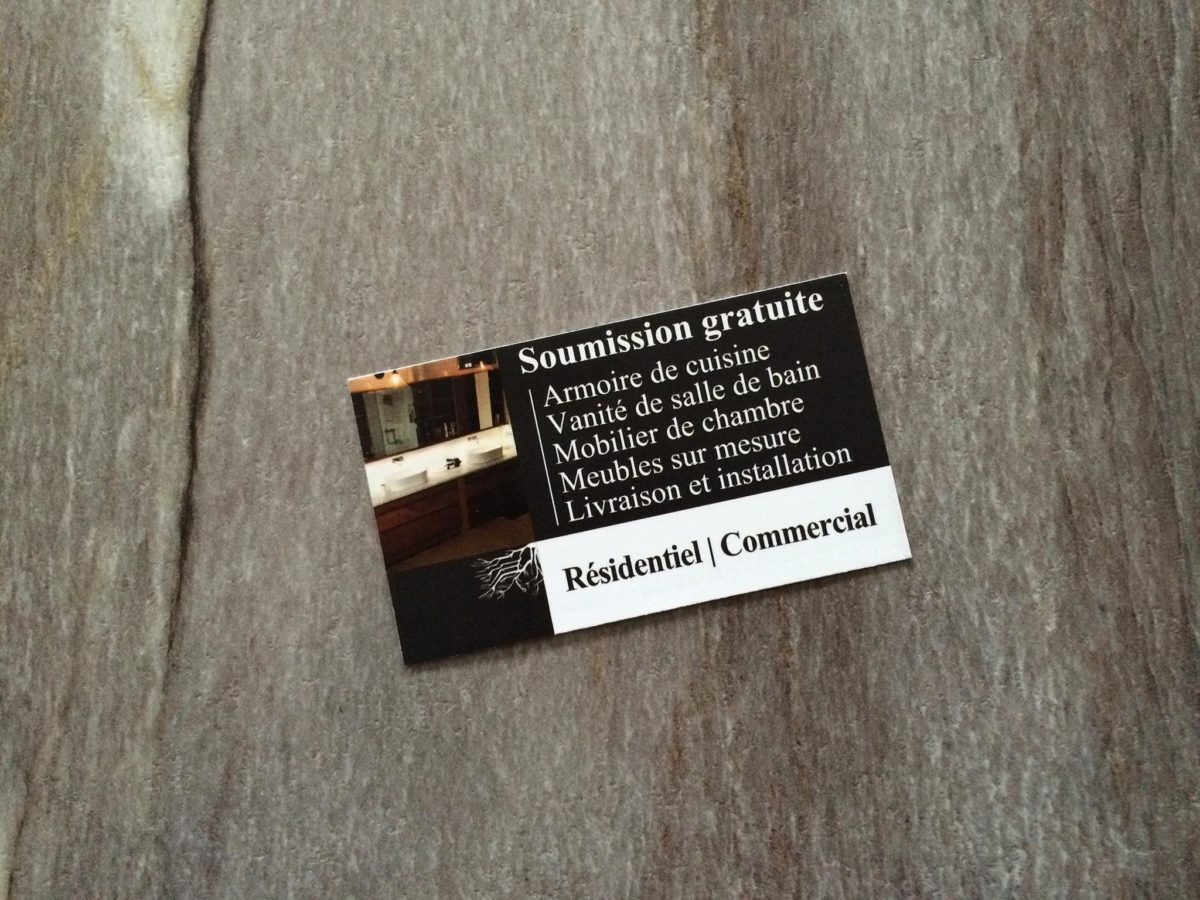 Soumission gratuite
Armoire de cuisine
Vanité de salle de bain
Mobilier de chambre
Meubles sur mesure
Livraison et installation
Résidentiel | Commercial